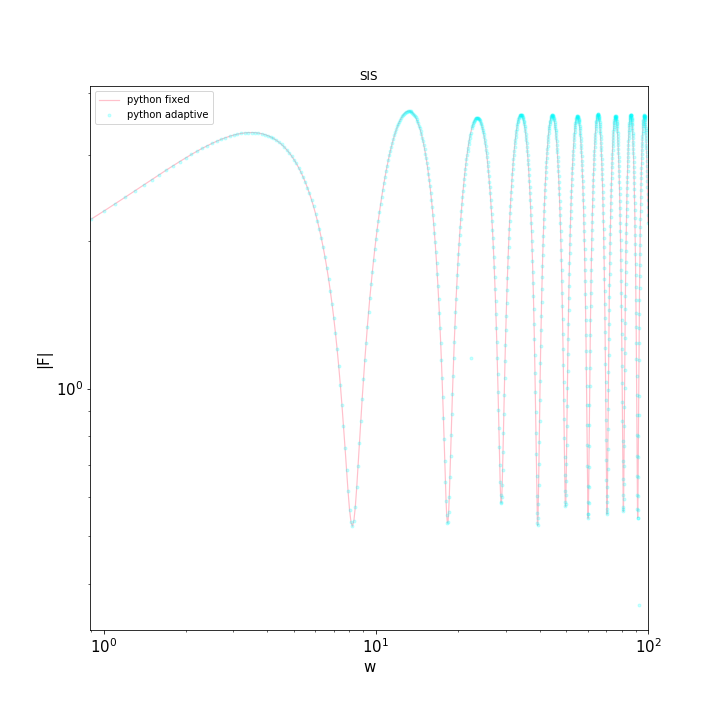 SIS
python fixed
python adaptive
|F|
10⁰
10⁰
10¹
10²
w